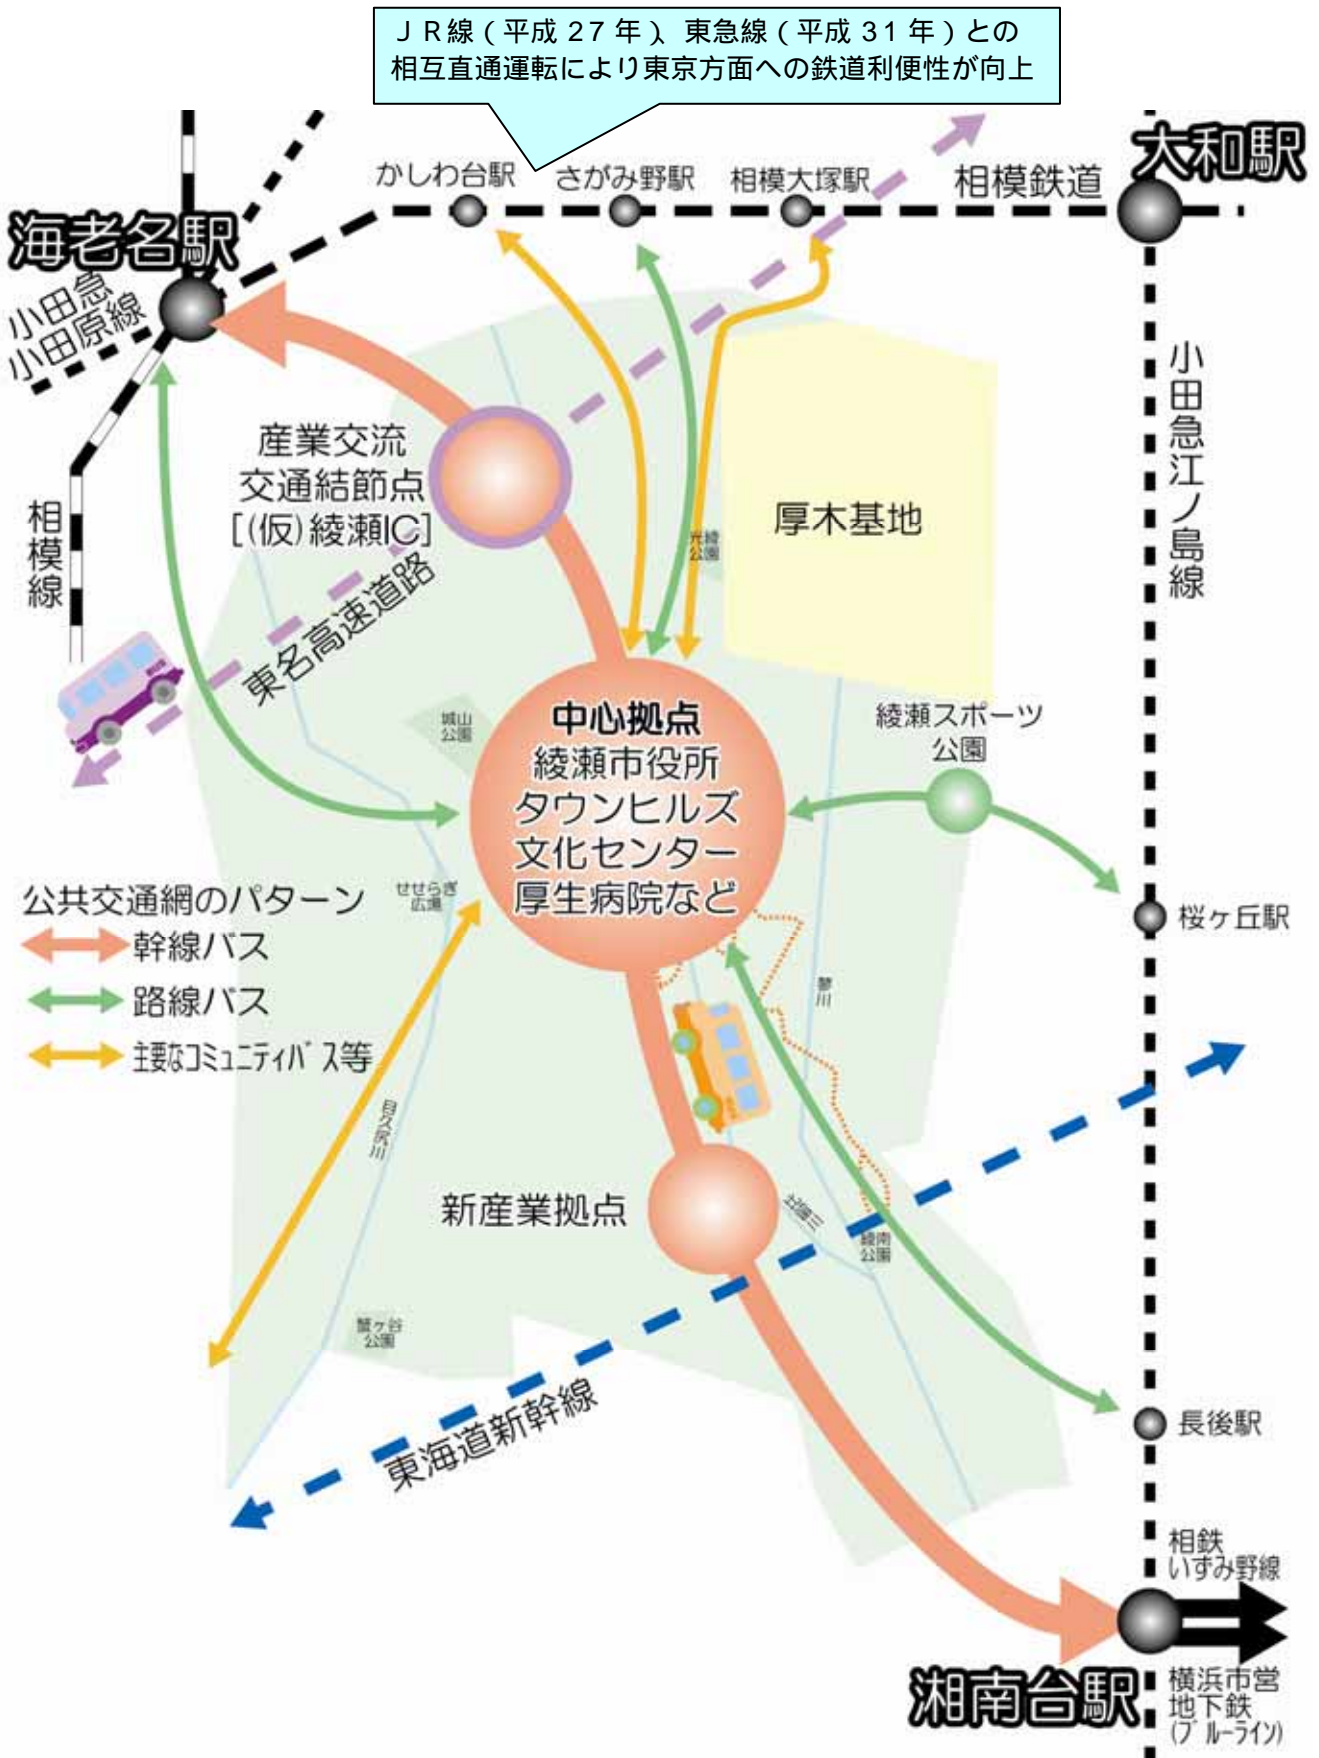 ＪＲ線（平成 27 年）、東急線（平成 31 年）との
相互直通運転により東京方面への鉄道利便性が向上
大和駅
かしわ台駅
さがみ野駅
相模大塚駅
相模鉄道
海老名駅
小田急
小田原線
小田急江ノ島線
産業交流
交通結節点
[(仮)綾瀬IC]
相模線
厚木基地
光綾
公園
東名高速道路
城山
公園
中心拠点
綾瀬市役所
タウンヒルズ
文化センター
厚生病院など
綾瀬スポーツ
公園
せせらぎ
広場
公共交通網のパターン
幹線バス
路線バス
主要なコミュニティバス等
桜ヶ丘駅
蓼川
目久尻川
新産業拠点
比留川
綾南
公園
蟹ヶ谷
公園
東海道新幹線
長後駅
相鉄
いずみ野線
湘南台駅
横浜市営
地下鉄
(ブルーライン)